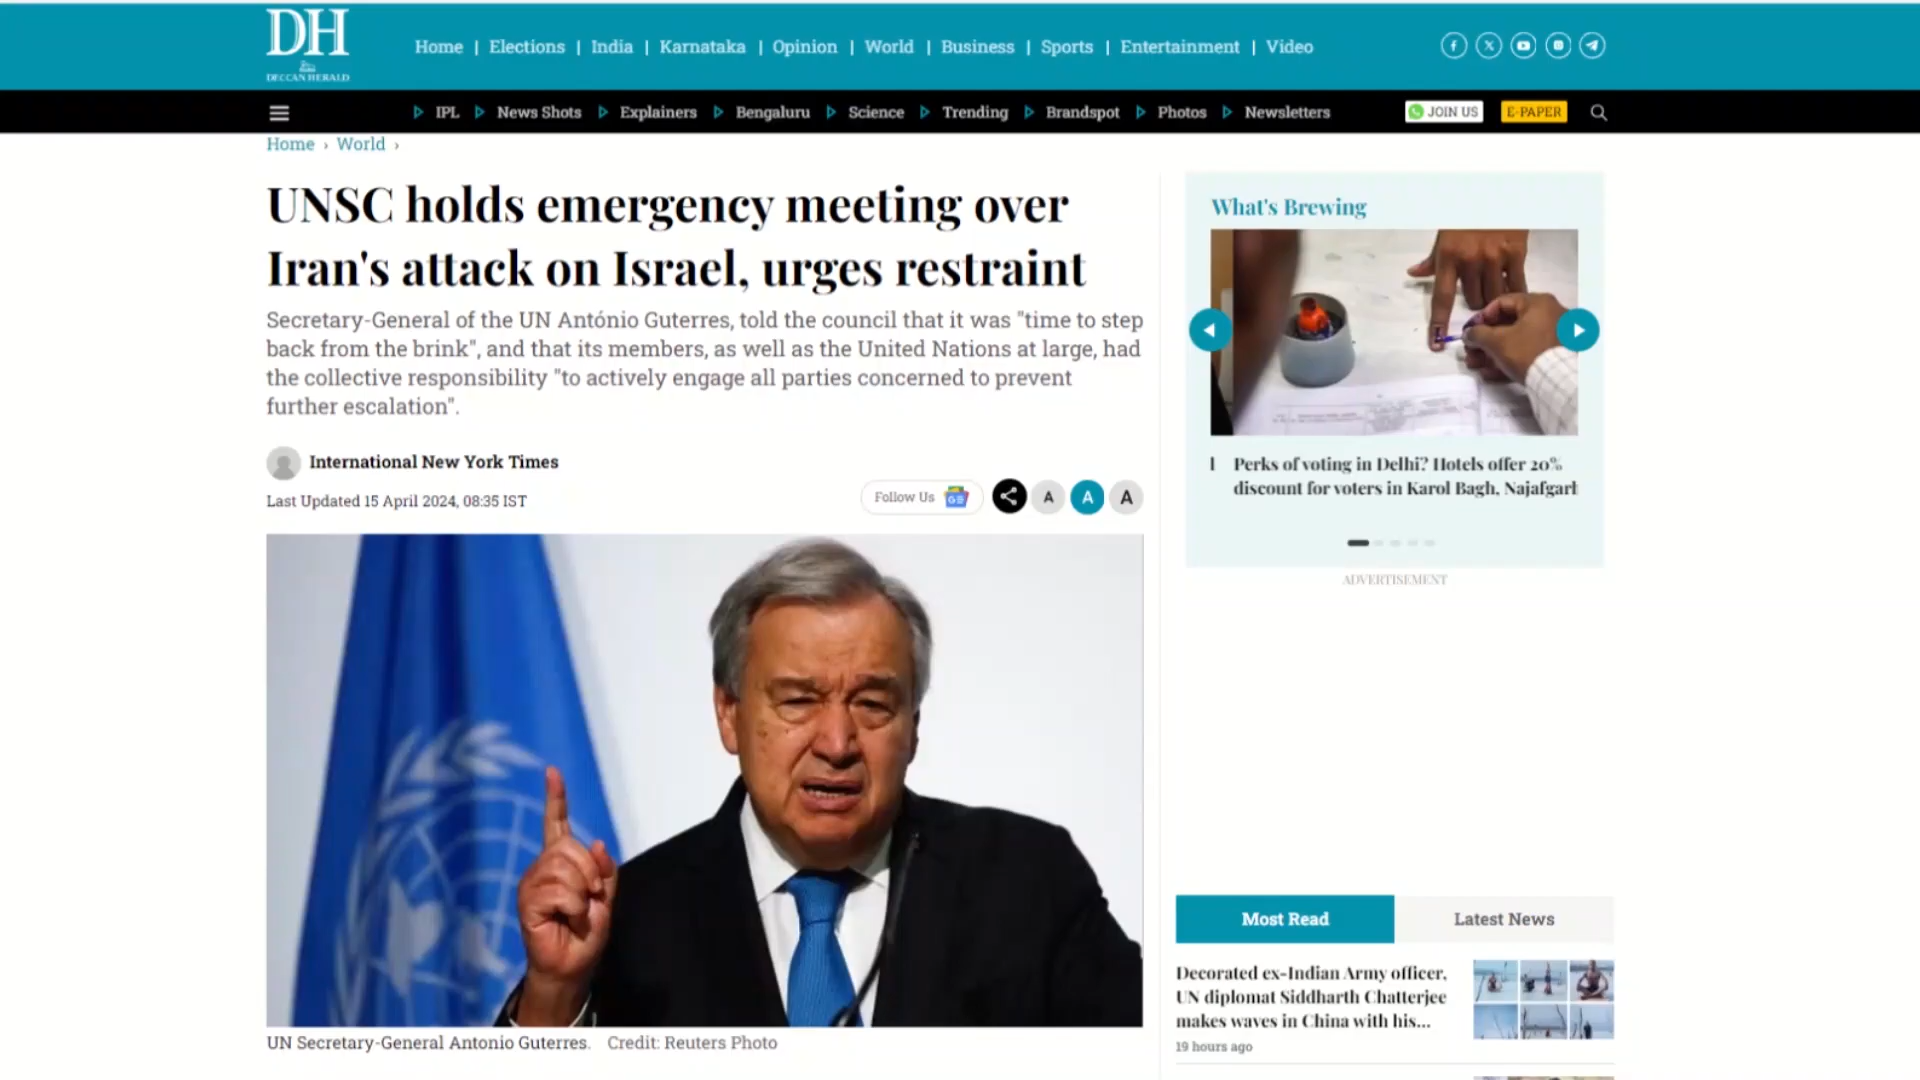 DH
DECCAN HERALD
Home | Elections | India | Karnataka | Opinion | World | Business | Sports | Entertainment | Video
IPL News Shots Explainers Bengaluru Science Trending Brandspot Photos Newsletters
JOIN US E-PAPER
Home › World ›
UNSC holds emergency meeting over
Iran's attack on Israel, urges restraint
Secretary-General of the UN António Guterres, told the council that it was "time to step
back from the brink", and that its members, as well as the United Nations at large, had
the collective responsibility "to actively engage all parties concerned to prevent
further escalation".
International New York Times
Last Updated 15 April 2024, 08:35 IST
Follow Us GE A A A
UN Secretary-General Antonio Guterres. Credit: Reuters Photo
What's Brewing
Perks of voting in Delhi? Hotels offer 20%
discount for voters in Karol Bagh, Najafgarh
ADVERTISEMENT
Most Read Latest News
Decorated ex-Indian Army officer,
UN diplomat Siddharth Chatterjee
makes waves in China with his...
19 hours ago